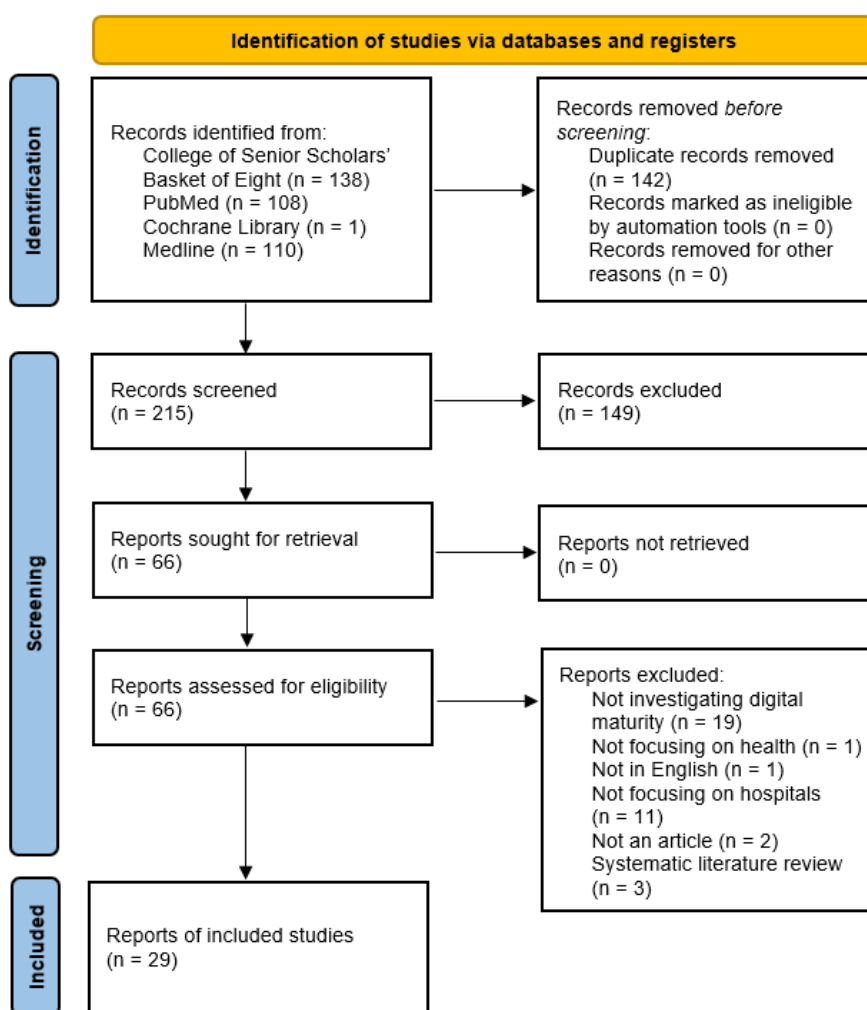 Identification of studies via databases and registers
Identification
Records identified from:
College of Senior Scholars'
Basket of Eight (n = 138)
PubMed (n = 108)
Cochrane Library (n = 1)
Medline (n = 110)
Records removed before
screening:
Duplicate records removed
(n = 142)
Records marked as ineligible
by automation tools (n = 0)
Records removed for other
reasons (n = 0)
Screening
Records screened
(n = 215)
Records excluded
(n = 149)
Reports sought for retrieval
(n = 66)
Reports not retrieved
(n = 0)
Reports assessed for eligibility
(n = 66)
Reports excluded:
Not investigating digital
maturity (n = 19)
Not focusing on health (n = 1)
Not in English (n = 1)
Not focusing on hospitals
(n = 11)
Not an article (n = 2)
Systematic literature review
(n = 3)
Included
Reports of included studies
(n = 29)